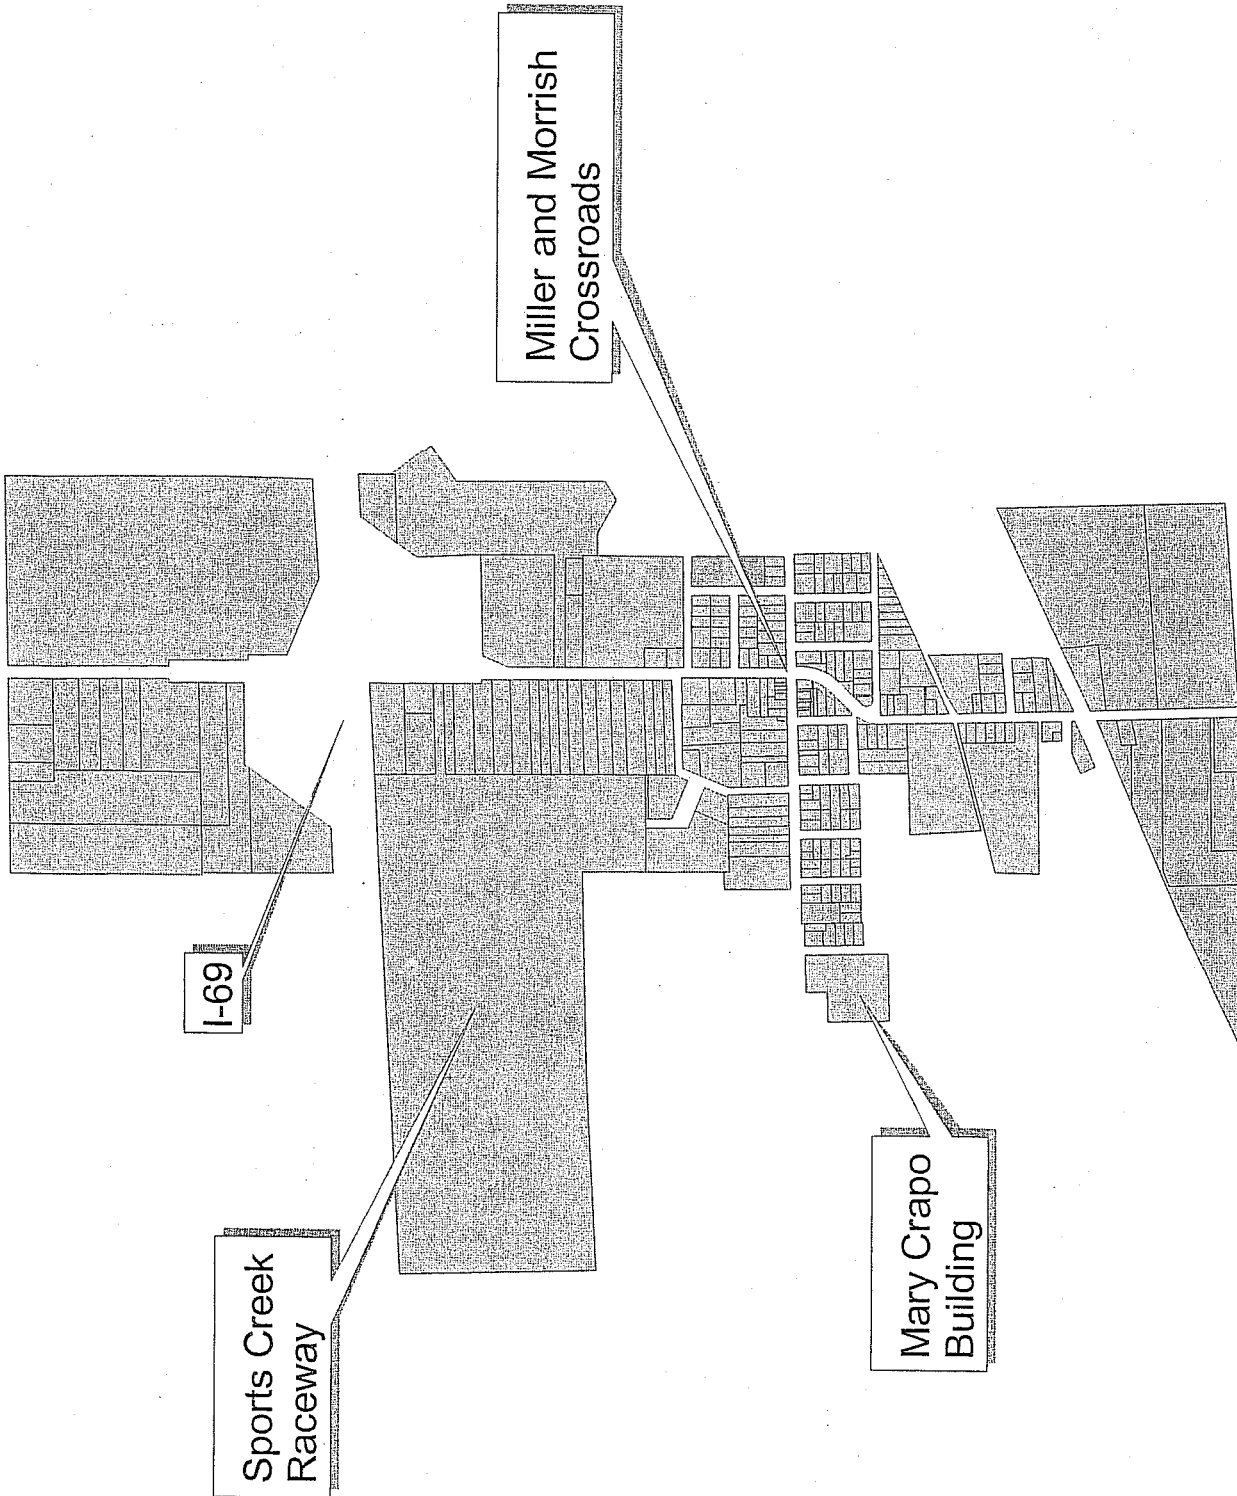 Sports Creek
Raceway
I-69
Mary Crapo
Building
Miller and Morrish
Crossroads